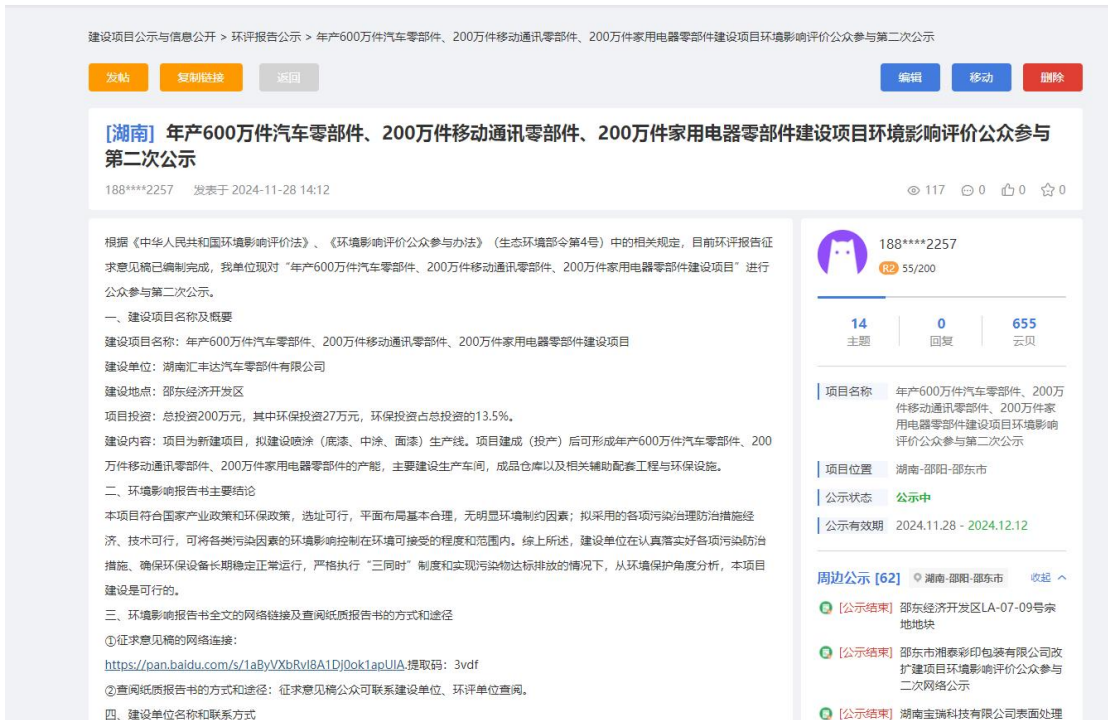 建设项目公示与信息公开 > 环评报告公示 > 年产600万件汽车零部件、200万件移动通讯零部件、200万件家用电器零部件建设项目环境影响评价公众参与第二次公示
发帖 复制链接 返回 编辑 移动 删除
[湖南] 年产600万件汽车零部件、200万件移动通讯零部件、200万件家用电器零部件建设项目环境影响评价公众参与
第二次公示
188****2257 发表于 2024-11-28 14:12 117 0 0 0
根据《中华人民共和国环境影响评价法》、《环境影响评价公众参与办法》（生态环境部令第4号）中的相关规定，目前环评报告征
求意见稿已编制完成，我单位现对“年产600万件汽车零部件、200万件移动通讯零部件、200万件家用电器零部件建设项目”进行
公众参与第二次公示。
一、建设项目名称及概要
建设项目名称：年产600万件汽车零部件、200万件移动通讯零部件、200万件家用电器零部件建设项目
建设单位：湖南汇丰达汽车零部件有限公司
建设地点：邵东经济开发区
项目投资：总投资200万元，其中环保投资27万元，环保投资占总投资的13.5%。
建设内容：项目为新建项目，拟建设喷涂（底漆、中涂、面漆）生产线。项目建成（投产）后可形成年产600万件汽车零部件、200
万件移动通讯零部件、200万件家用电器零部件的产能，主要建设生产车间，成品仓库以及相关辅助配套工程与环保设施。
二、环境影响报告书主要结论
本项目符合国家产业政策和环保政策，选址可行，平面布局基本合理，无明显环境制约因素；拟采用的各项污染治理防治措施经
济、技术可行，可将各类污染因素的环境影响控制在环境可接受的程度和范围内。综上所述，建设单位在认真落实好各项污染防治
措施、确保环保设备长期稳定正常运行，严格执行“三同时”制度和实现污染物达标排放的情况下，从环境保护角度分析，本项目
建设是可行的。
三、环境影响报告书全文的网络链接及查阅纸质报告书的方式和途径
①征求意见稿的网络连接：
https://pan.baidu.com/s/1aByVXbRvI8A1Dj0ok1apUIA,提取码：3vdf
②查阅纸质报告书的方式和途径：征求意见稿公众可联系建设单位、环评单位查阅。
四、建设单位名称和联系方式
188****2257
R2 55/200
14 0 655
主题 回复 云贝
项目名称 年产600万件汽车零部件、200万
件移动通讯零部件、200万件家
用电器零部件建设项目环境影响
评价公众参与第二次公示
项目位置 湖南-邵阳-邵东市
公示状态 公示中
公示有效期 2024.11.28 - 2024.12.12
周边公示 [62] 湖南-邵阳-邵东市 收起
[公示结束] 邵东经济开发区LA-07-09号宗
地地块
[公示结束] 邵东市湘泰彩印包装有限公司改
扩建项目环境影响评价公众参与
二次网络公示
[公示结束] 湖南宝瑞科技有限公司表面处理